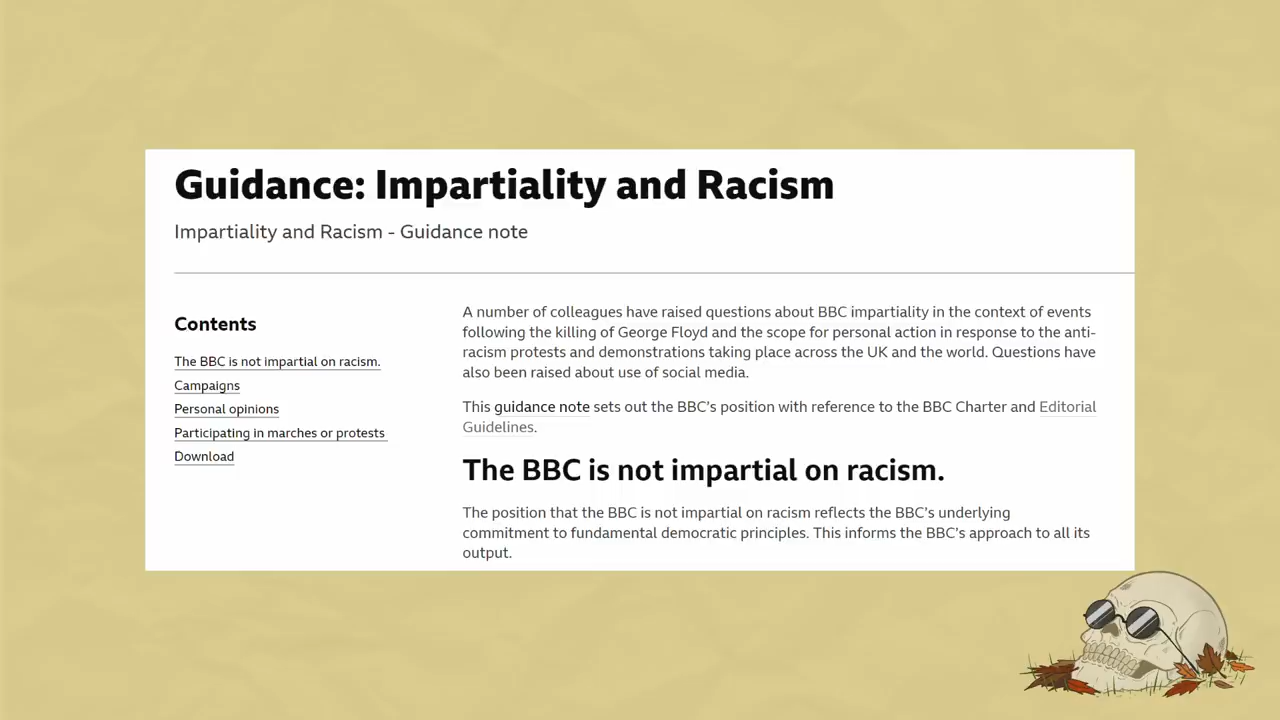 Guidance: Impartiality and Racism
Impartiality and Racism - Guidance note
Contents
The BBC is not impartial on racism.
Campaigns
Personal opinions
Participating in marches or protests
Download
A number of colleagues have raised questions about BBC impartiality in the context of events
following the killing of George Floyd and the scope for personal action in response to the anti-
racism protests and demonstrations taking place across the UK and the world. Questions have
also been raised about use of social media.
This guidance note sets out the BBC's position with reference to the BBC Charter and Editorial
Guidelines.
The BBC is not impartial on racism.
The position that the BBC is not impartial on racism reflects the BBC's underlying
commitment to fundamental democratic principles. This informs the BBC's approach to all its
output.